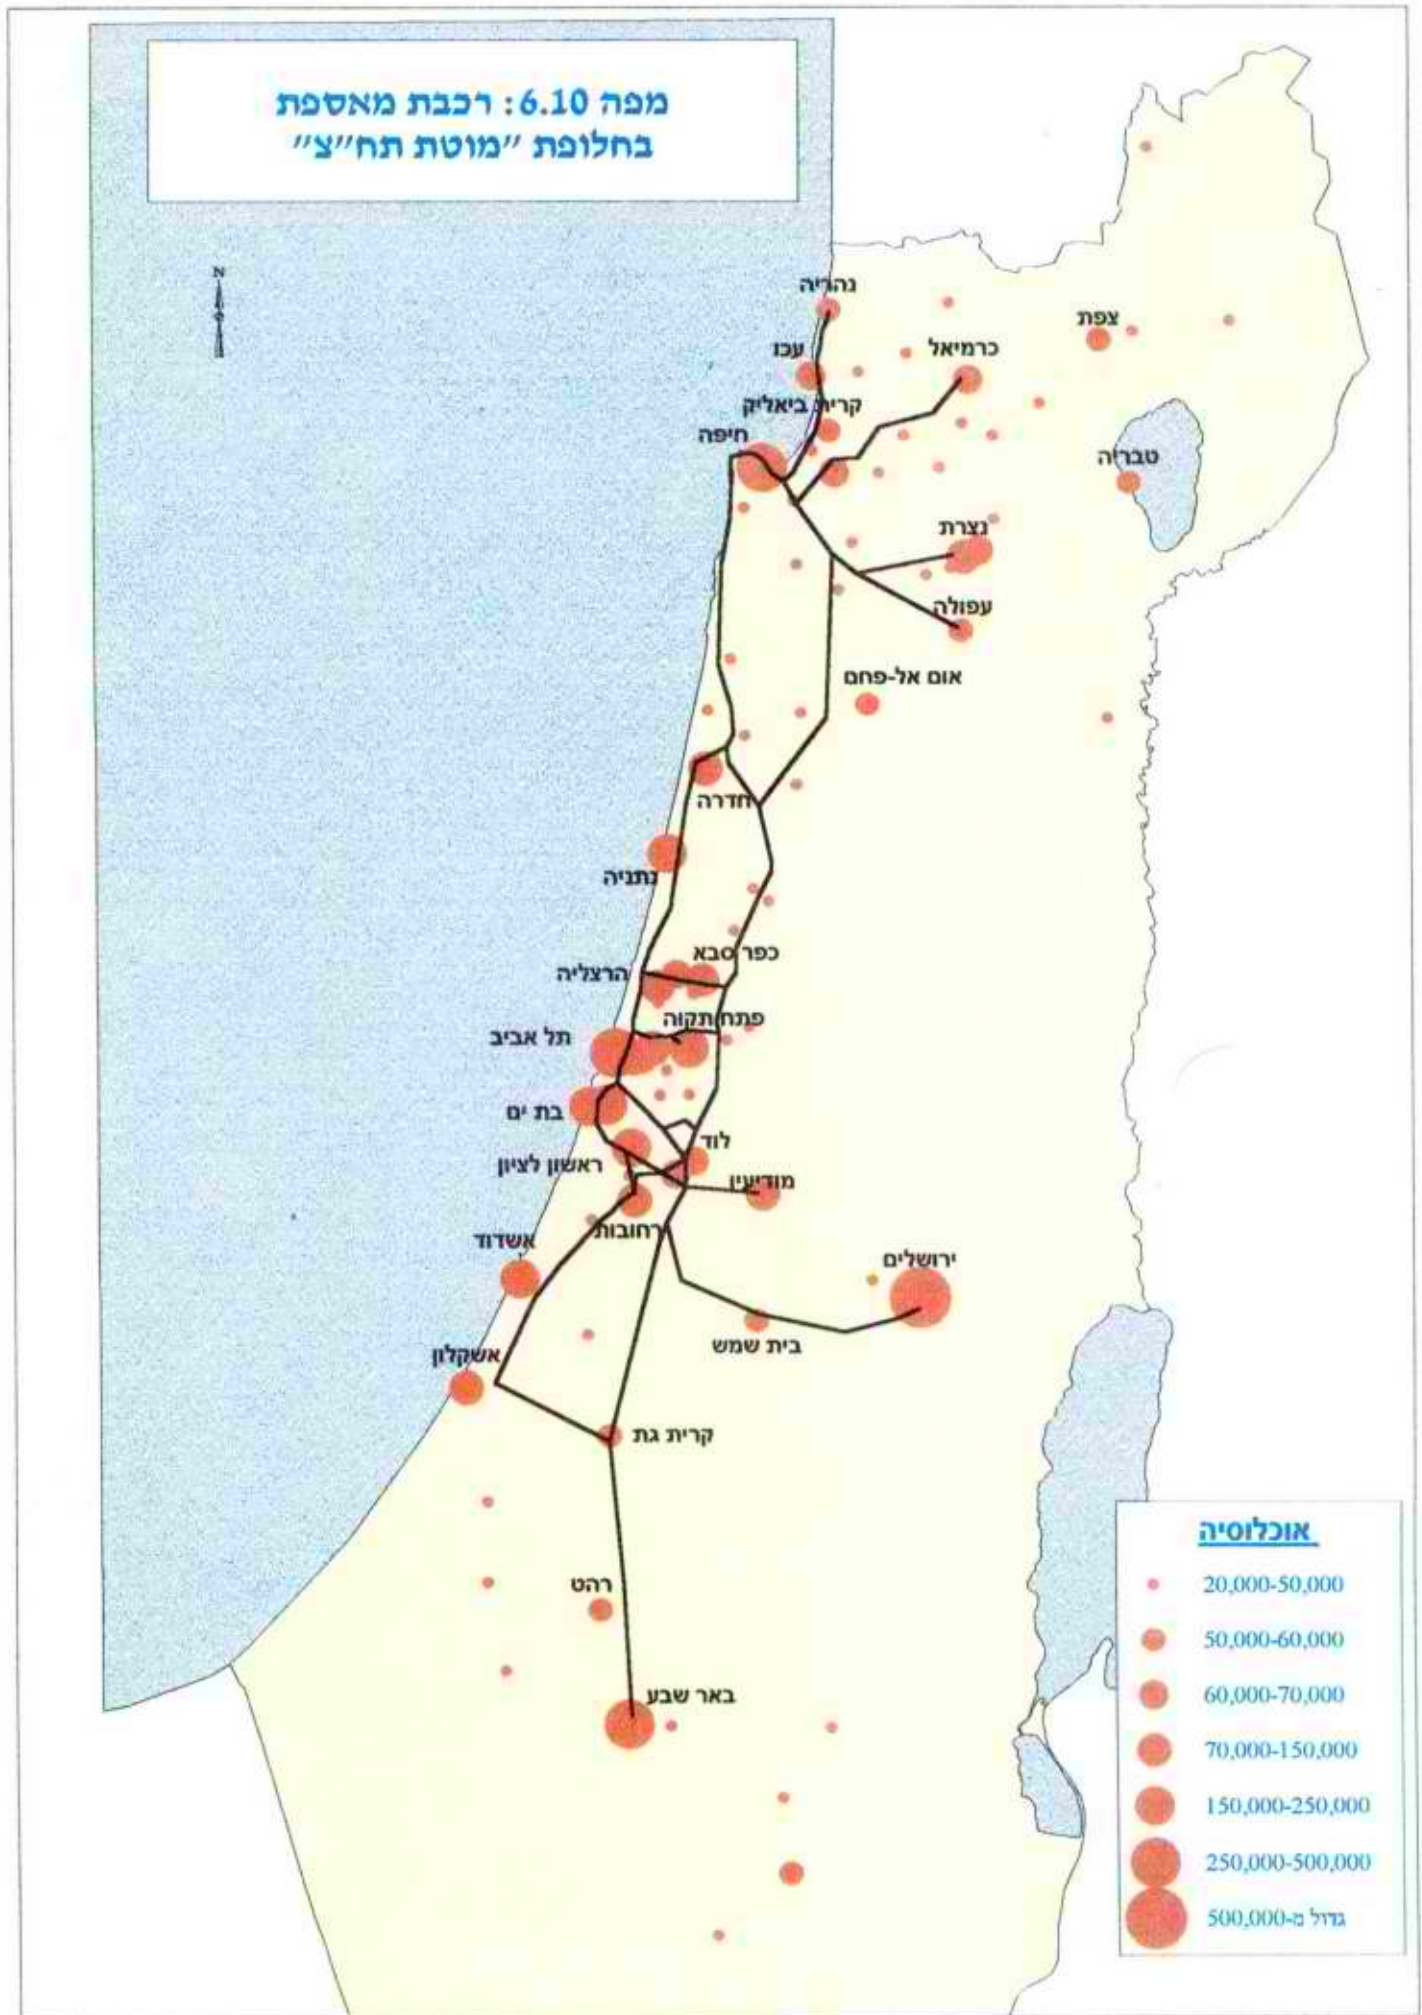 מפה 6.10: רכבת מאספת
בחלופת "מוטת תח"צ"
N
נהריה
צפת
עכו
כרמיאל
קרית ביאליק
חיפה
טבריה
נצרת
עפולה
אום אל-פחם
חדרה
נתניה
כפר סבא
הרצליה
פתח תקוה
תל אביב
בת ים
לוד
ראשון לציון
מודיעין
רחובות
אשדוד
ירושלים
בית שמש
אשקלון
קרית גת
רהט
באר שבע
אוכלוסיה
20,000-50,000
50,000-60,000
60,000-70,000
70,000-150,000
150,000-250,000
250,000-500,000
גדול מ-500,000